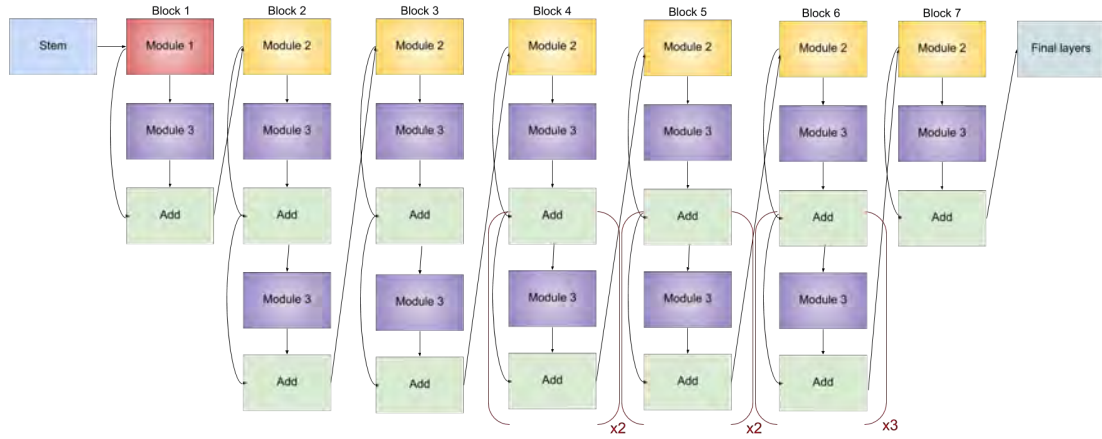 Block 1 Block 2 Block 3 Block 4 Block 5 Block 6 Block 7
Stem Module 1 Module 2 Module 2 Module 2 Module 2 Module 2 Module 2 Final layers
Module 3 Module 3 Module 3 Module 3 Module 3 Module 3 Module 3
Add Add Add Add Add Add Add
Module 3 Module 3 Module 3 Module 3 Module 3
Add Add Add Add Add
x2 x2 x3